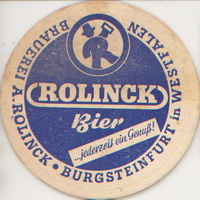 BRAUEREI A. ROLINCK · BURGSTEINFURT in WESTFALEN
R
ROLINCK
Bier
...jederzeit ein Genuß!